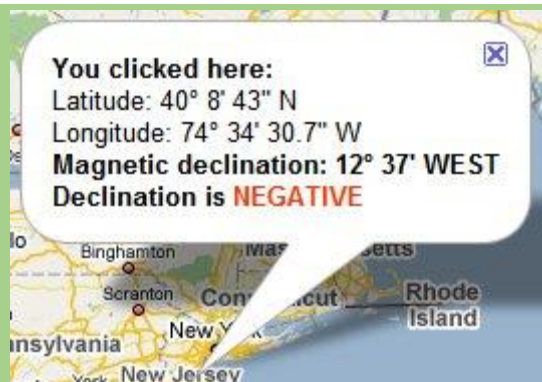 You clicked here:
Latitude: 40° 8' 43" N
Longitude: 74° 34' 30.7" W
Magnetic declination: 12° 37' WEST
Declination is NEGATIVE
Binghamton
Scranton
Rhode
Island
New Jersey
York